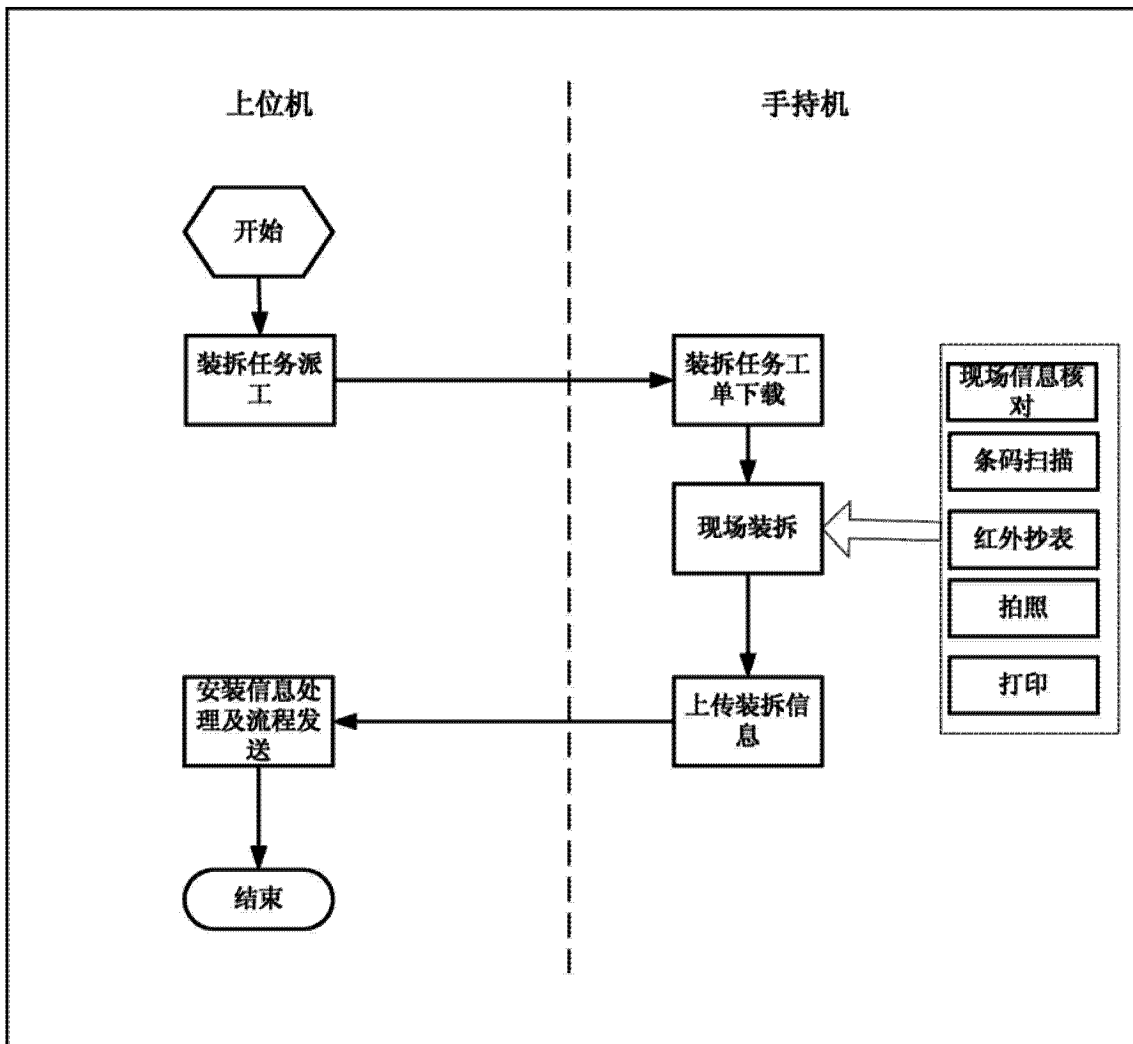 上位机
手持机
开始
装拆任务派
工
装拆任务工
单下载
现场装拆
上传装拆信
息
现场信息核
对
条码扫描
红外抄表
拍照
打印
安装信息处
理及流程发
送
结束